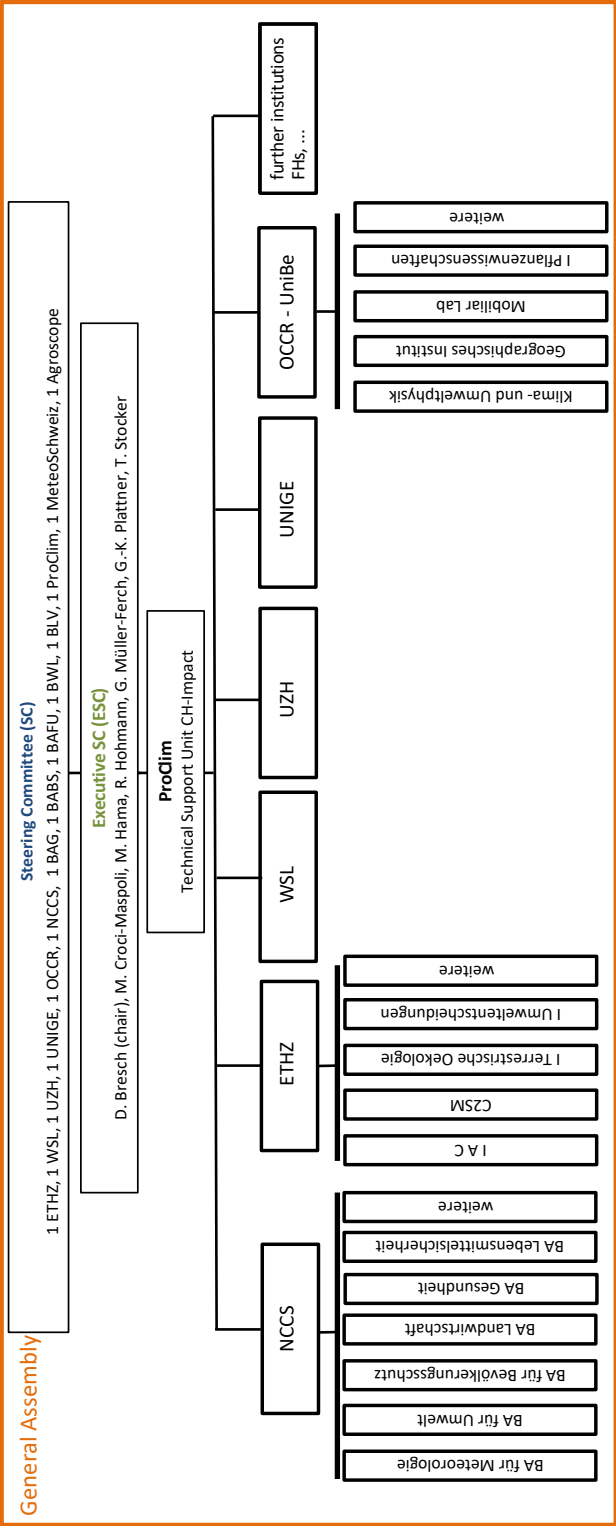 General Assembly
Steering Committee (SC)
1 ETHZ, 1 WSL, 1 UZH, 1 UNIGE, 1 OCCR, 1 NCCS, 1 BAG, 1 BABS, 1 BAFU, 1 BWL, 1 BLV, 1 ProClim, 1 MeteoSchweiz, 1 Agroscope
Executive SC (ESC)
D. Bresch (chair), M. Croci-Maspoli, M. Hama, R. Hohmann, G. Müller-Ferch, G.-K. Plattner, T. Stocker
ProClim
Technical Support Unit CH-Impact
NCCS
ETHZ
WSL
UZH
UNIGE
OCCR - UniBe
further institutions
FHs, ...
BA für Meteorologie
BA für Umwelt
BA für Bevölkerungsschutz
BA Landwirtschaft
BA Gesundheit
BA Lebensmittelsicherheit
weitere
I A C
C2SM
I Terrestrische Oekologie
I Umweltentscheidungen
weitere
Klima- und Umweltphysik
Geographisches Institut
Mobiliar Lab
I Pflanzenwissenschaften
weitere